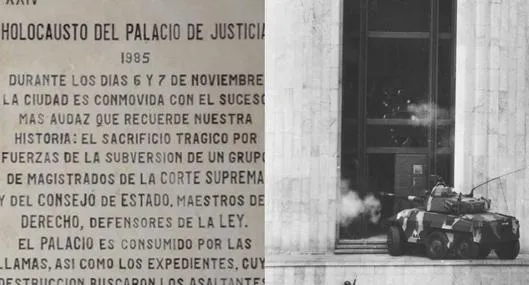 XXIV
HOLOCAUSTO DEL PALACIO DE JUSTICIA
1985
DURANTE LOS DIAS 6 Y 7 DE NOVIEMBRE
LA CIUDAD ES CONMOVIDA CON EL SUCESO
MAS AUDAZ QUE RECUERDE NUESTRA
HISTORIA: EL SACRIFICIO TRAGICO POR
FUERZAS DE LA SUBVERSION DE UN GRUPO
DE MAGISTRADOS DE LA CORTE SUPREMA
Y DEL CONSEJO DE ESTADO, MAESTROS DEL
DERECHO, DEFENSORES DE LA LEY.
EL PALACIO ES CONSUMIDO POR LAS
LLAMAS, ASI COMO LOS EXPEDIENTES, CUY
DESTRUCCION BUSCARON LOS ASALTANTES